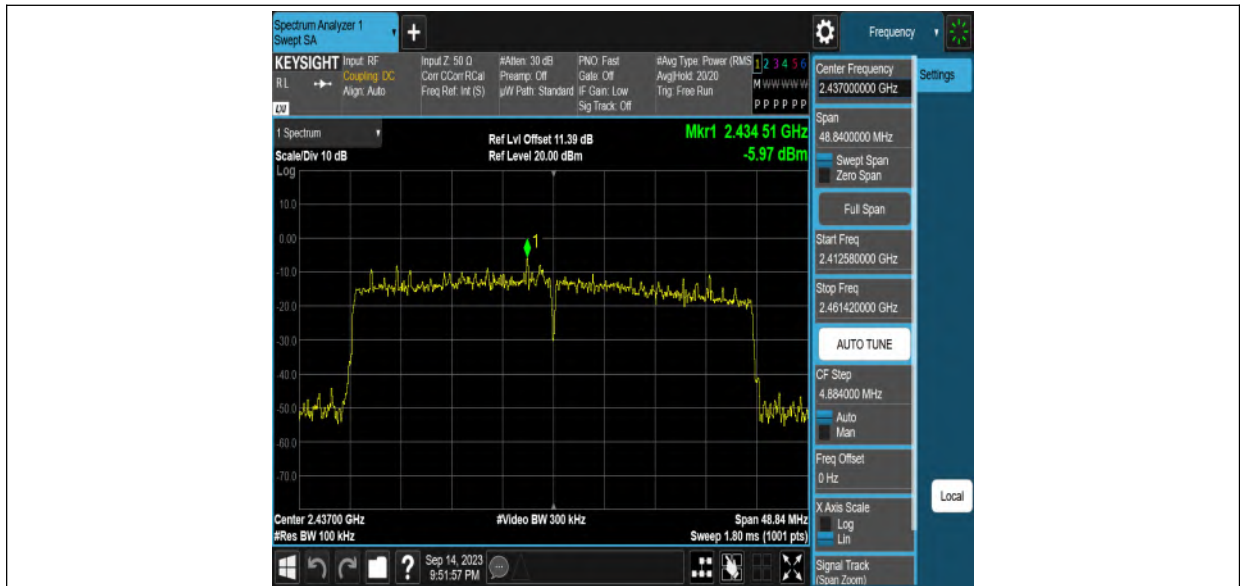 Spectrum Analyzer 1
Swept SA
+
Frequency
KEYSIGHT
RL
LXI
Input: RF
Coupling: DC
Align: Auto
Input Z: 50 Ω
Corr CCorr RCal
Freq Ref: Int (S)
#Atten: 30 dB
Preamp: Off
µW Path: Standard
PNO: Fast
Gate: Off
IF Gain: Low
Sig Track: Off
#Avg Type: Power (RMS
Avg|Hold: 20/20
Trig: Free Run
1 2 3 4 5 6
M W W W W W
P P P P P P
Center Frequency
2.437000000 GHz
Settings
1 Spectrum
Scale/Div 10 dB
Log
Ref Lvl Offset 11.39 dB
Ref Level 20.00 dBm
Mkr1 2.434 51 GHz
-5.97 dBm
1
10.0
0.00
-10.0
-20.0
-30.0
-40.0
-50.0
-60.0
-70.0
Center 2.43700 GHz
#Res BW 100 kHz
#Video BW 300 kHz
Span 48.84 MHz
Sweep 1.80 ms (1001 pts)
Span
48.8400000 MHz
Swept Span
Zero Span
Full Span
Start Freq
2.412580000 GHz
Stop Freq
2.461420000 GHz
AUTO TUNE
CF Step
4.884000 MHz
Auto
Man
Freq Offset
0 Hz
X Axis Scale
Log
Lin
Signal Track
(Span Zoom)
Local
?
Sep 14, 2023
9:51:57 PM